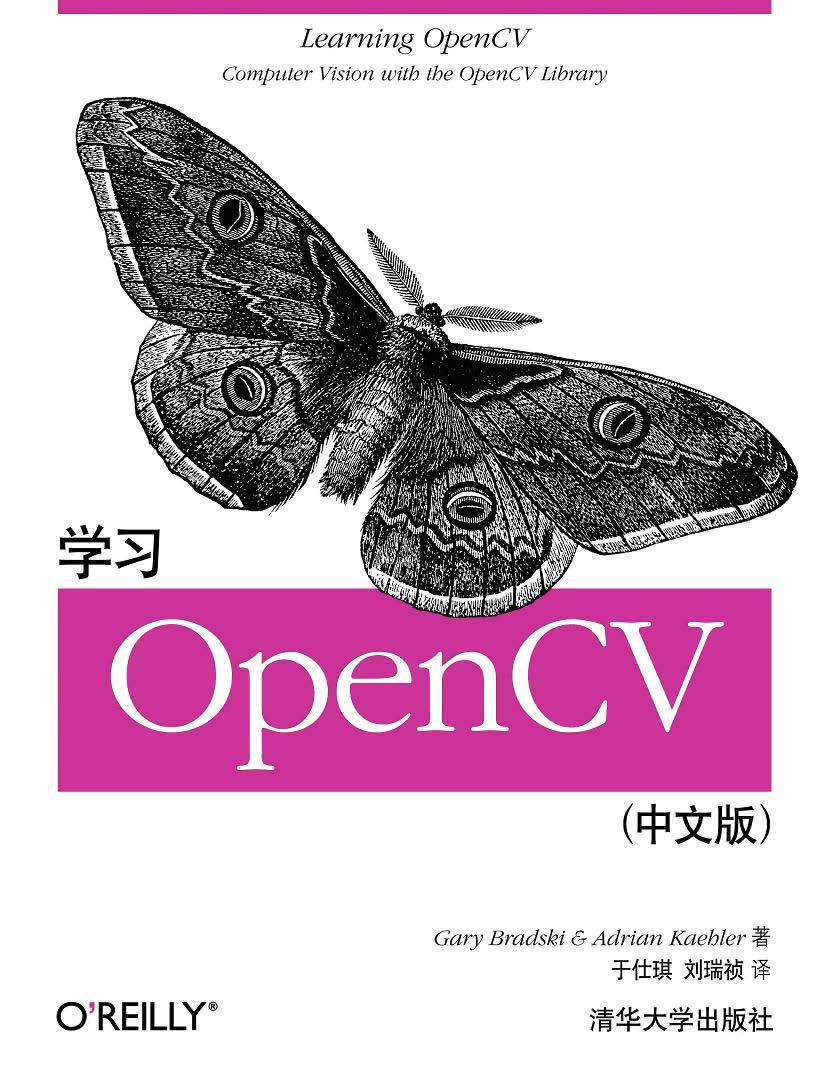 Learning OpenCV
Computer Vision with the OpenCV Library
学习
OpenCV
(中文版)
Gary Bradski & Adrian Kaehler 著
于仕琪 刘瑞祯 译
O'REILLY®
清华大学出版社